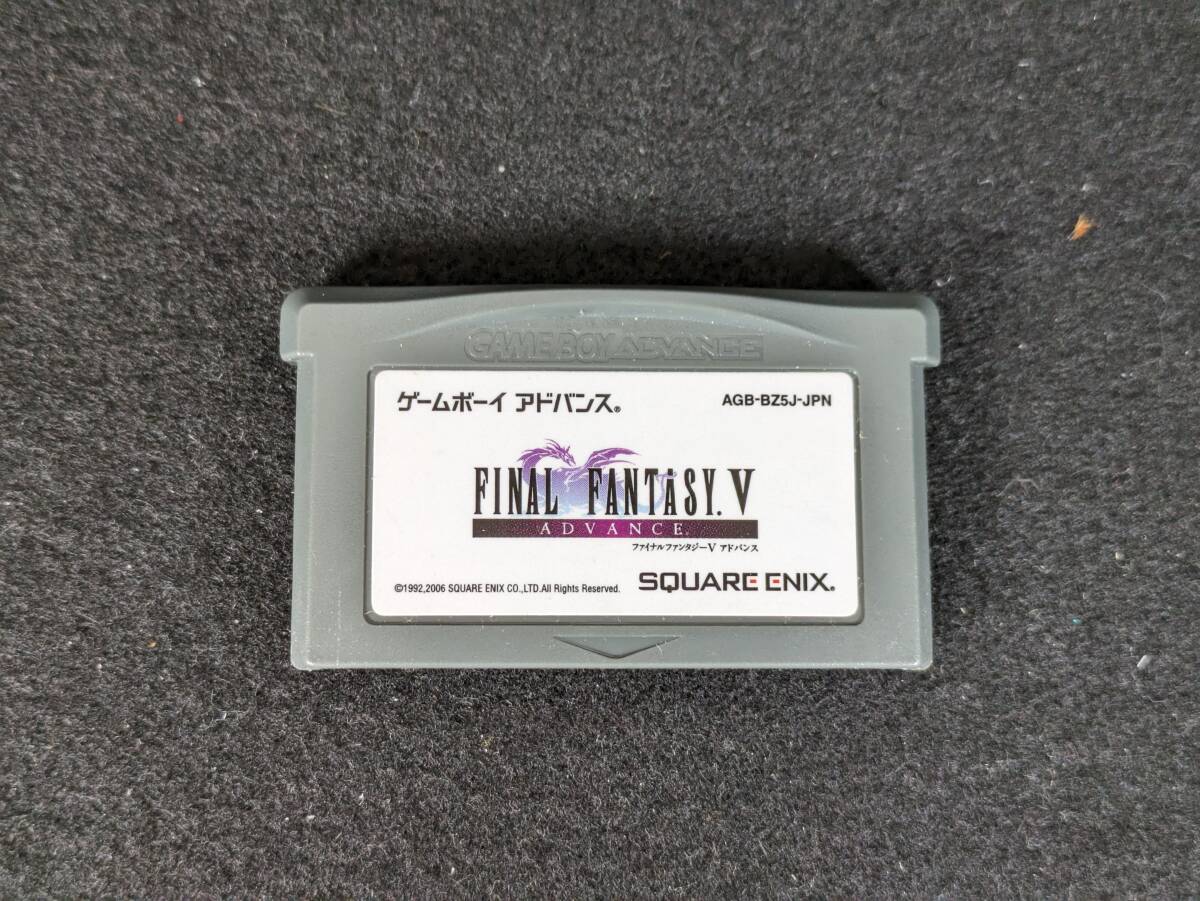 GAME BOY ADVANCE
ゲームボーイ アドバンス®
AGB-BZ5J-JPN
FINAL FANTASY. V
ADVANCE®
ファイナルファンタジーV アドバンス
©1992,2006 SQUARE ENIX CO.,LTD.All Rights Reserved.
SQUARE ENIX®